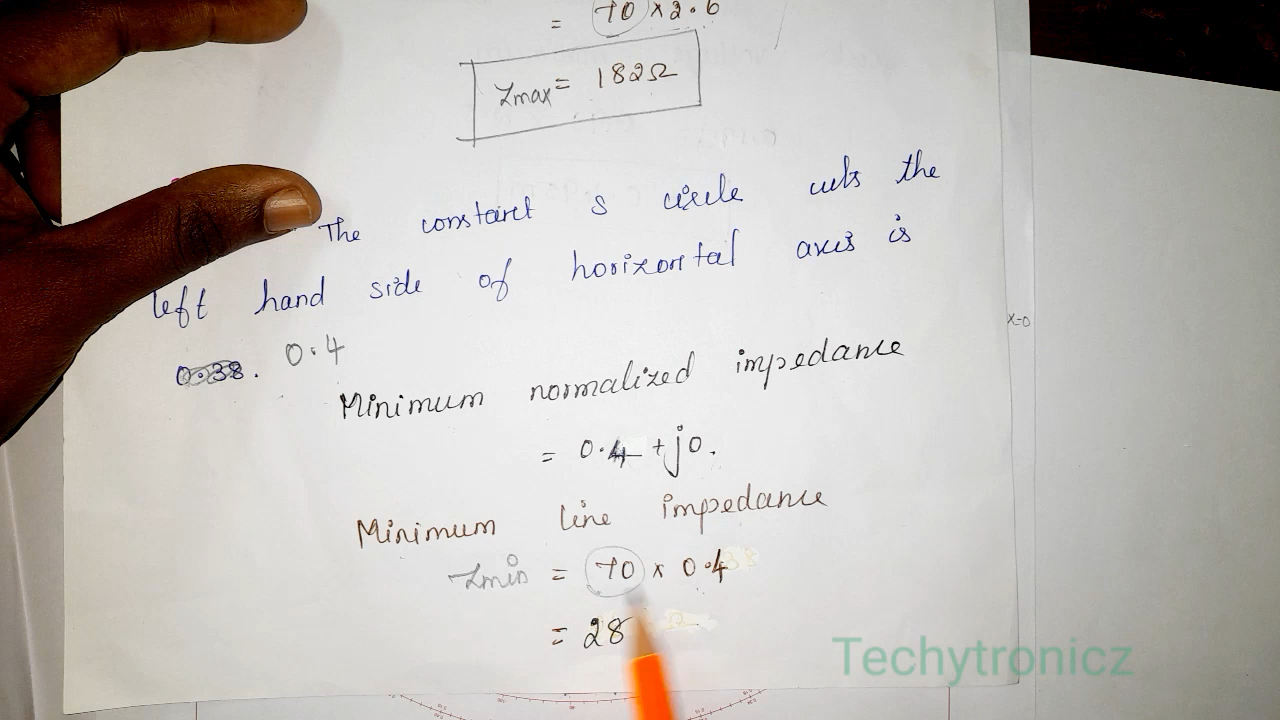 = 70 × 2.6
Zmax = 182Ω
The constant s circle cuts the
left hand side of horizontal axis is
0.38. 0.4
Minimum normalized impedance
= 0.4 + j0.
Minimum line impedance
Zmin = 70 × 0.4
= 28
x-0
Techytronicz